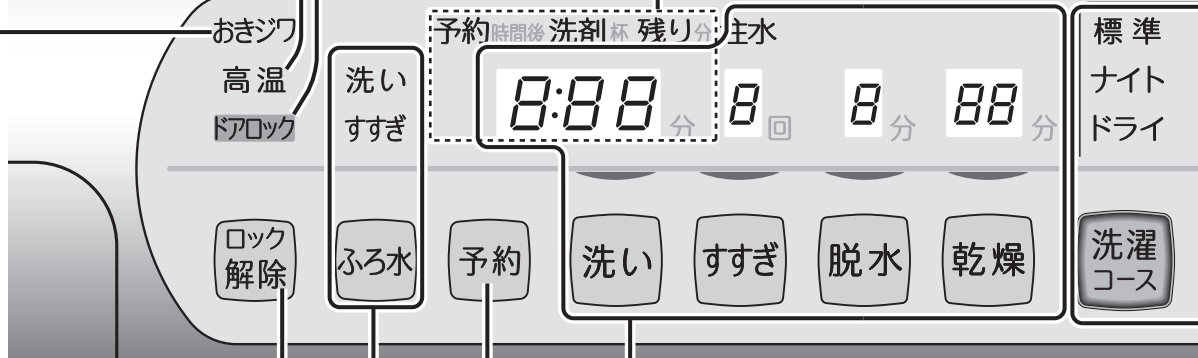 おきジワ
高温
ドアロック
洗い
すすぎ
予約 時間後 洗剤 杯 残り 分 注水
8:88 分 8 回 8 分 88 分
標準
ナイト
ドライ
ロック
解除
ふろ水
予約
洗い
すすぎ
脱水
乾燥
洗濯
コース